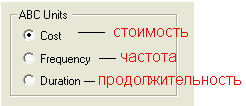 ABC Units
Cost — стоимость
Frequency — частота
Duration — продолжительность